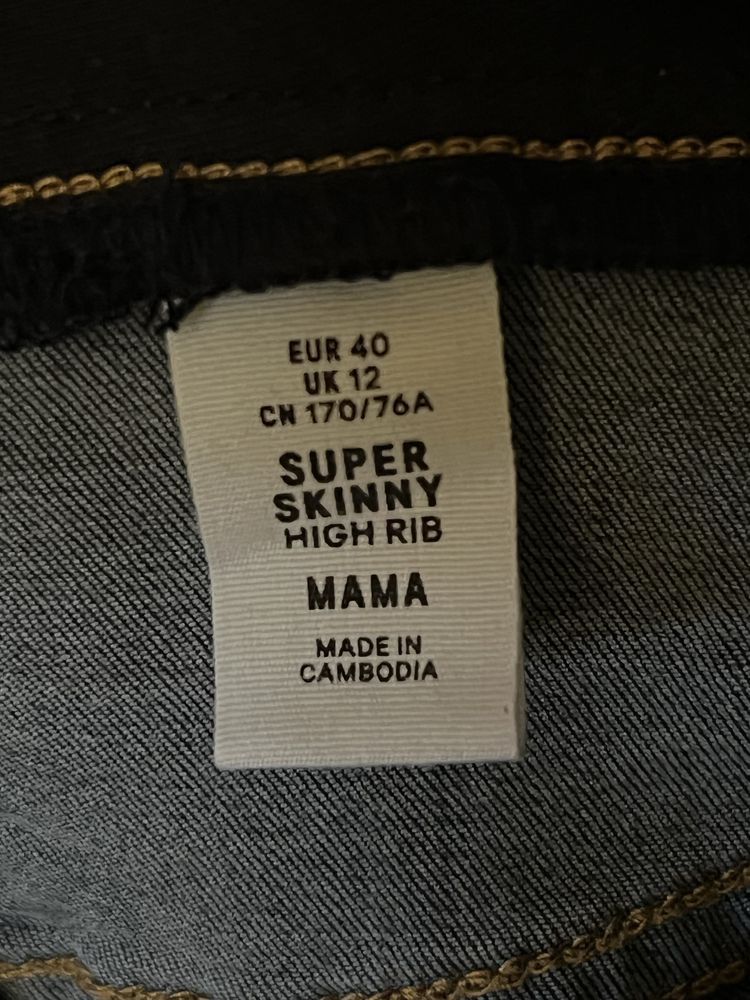 EUR 40
UK 12
CN 170/76A
SUPER
SKINNY
HIGH RIB
MAMA
MADE IN
CAMBODIA